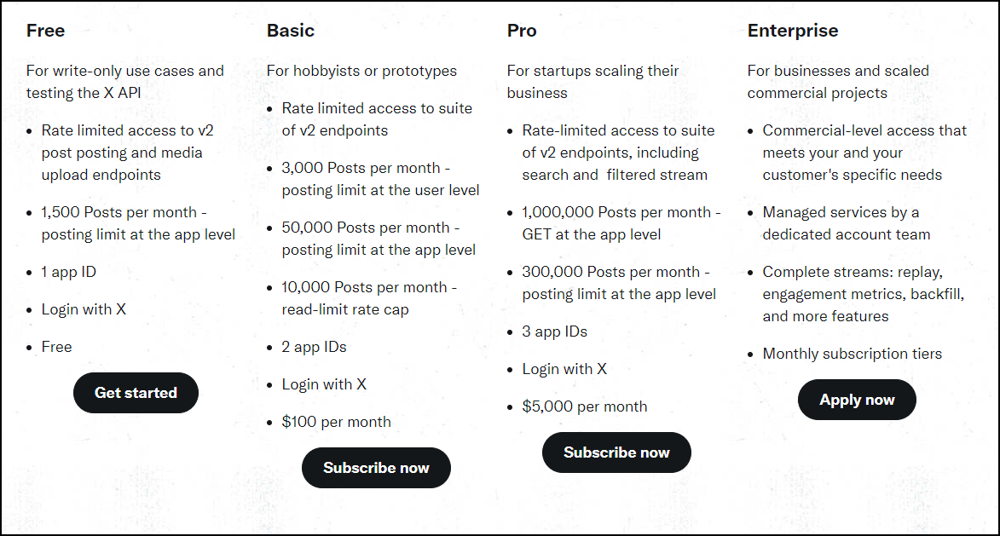 Free
For write-only use cases and
testing the X API
• Rate limited access to v2
post posting and media
upload endpoints
• 1,500 Posts per month -
posting limit at the app level
• 1 app ID
• Login with X
• Free
Get started
Basic
For hobbyists or prototypes
• Rate limited access to suite
of v2 endpoints
• 3,000 Posts per month -
posting limit at the user level
• 50,000 Posts per month -
posting limit at the app level
• 10,000 Posts per month -
read-limit rate cap
• 2 app IDs
• Login with X
• $100 per month
Subscribe now
Pro
For startups scaling their
business
• Rate-limited access to suite
of v2 endpoints, including
search and  filtered stream
• 1,000,000 Posts per month -
GET at the app level
• 300,000 Posts per month -
posting limit at the app level
• 3 app IDs
• Login with X
• $5,000 per month
Subscribe now
Enterprise
For businesses and scaled
commercial projects
• Commercial-level access that
meets your and your
customer's specific needs
• Managed services by a
dedicated account team
• Complete streams: replay,
engagement metrics, backfill,
and more features
• Monthly subscription tiers
Apply now